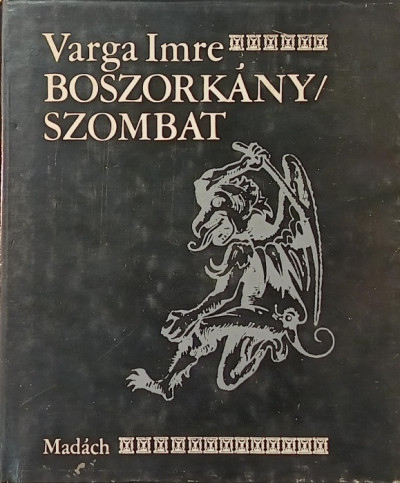 Varga Imre
BOSZORKÁNY/
SZOMBAT
Madách